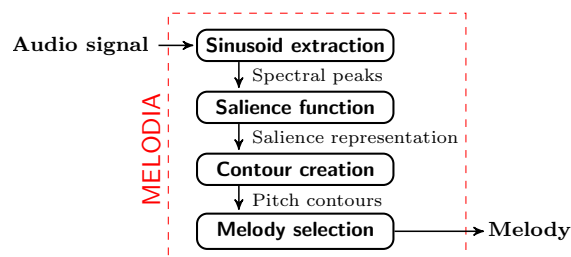 Audio signal
Sinusoid extraction
Spectral peaks
Salience function
Salience representation
MELODIA
Contour creation
Pitch contours
Melody selection
Melody